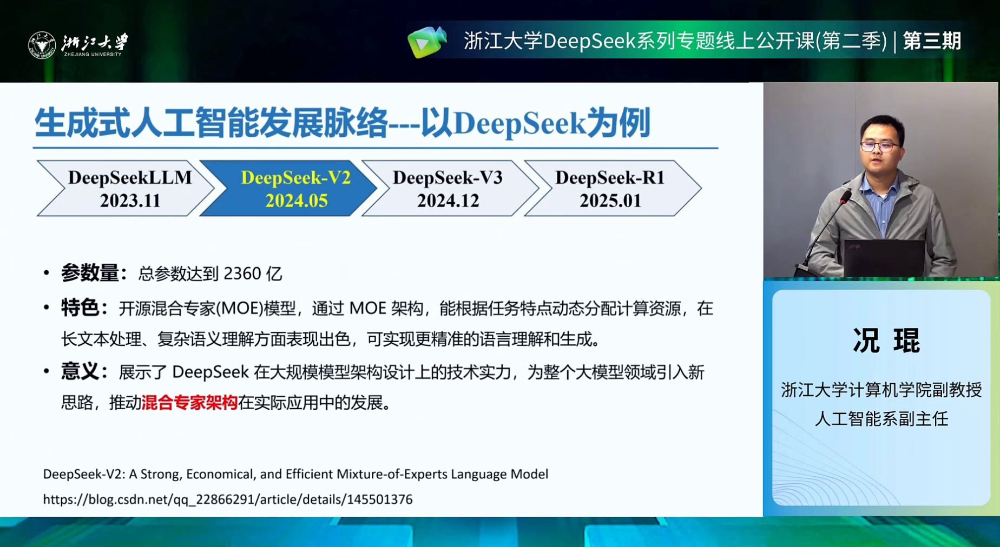 浙江大学
ZHEJIANG UNIVERSITY
浙江大学DeepSeek系列专题线上公开课(第二季) | 第三期
生成式人工智能发展脉络---以DeepSeek为例
DeepSeekLLM
2023.11
DeepSeek-V2
2024.05
DeepSeek-V3
2024.12
DeepSeek-R1
2025.01
• 参数量：总参数达到 2360 亿
• 特色：开源混合专家(MOE)模型，通过 MOE 架构，能根据任务特点动态分配计算资源，在
长文本处理、复杂语义理解方面表现出色，可实现更精准的语言理解和生成。
• 意义：展示了 DeepSeek 在大规模模型架构设计上的技术实力，为整个大模型领域引入新
思路，推动混合专家架构在实际应用中的发展。
DeepSeek-V2: A Strong, Economical, and Efficient Mixture-of-Experts Language Model
https://blog.csdn.net/qq_22866291/article/details/145501376
况 琨
浙江大学计算机学院副教授
人工智能系副主任